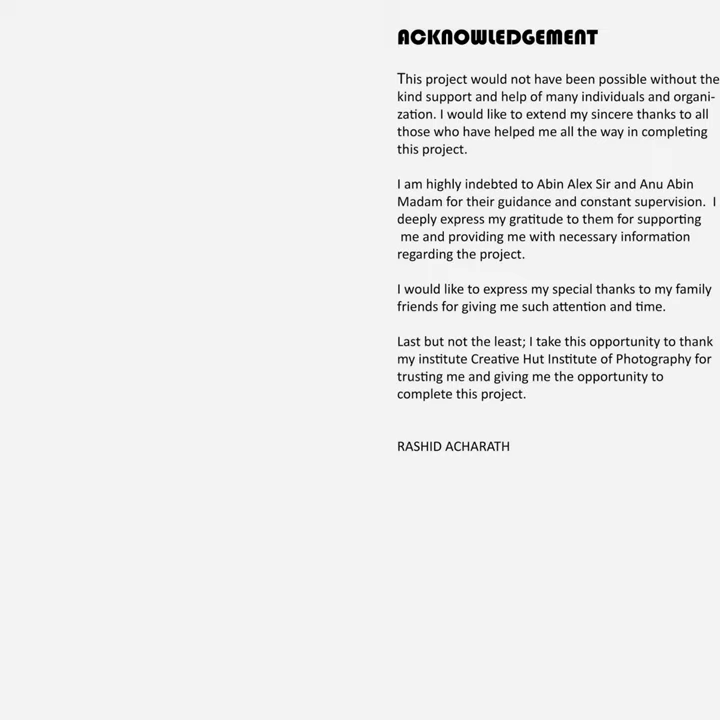 ACKNOWLEDGEMENT
This project would not have been possible without the
kind support and help of many individuals and organi-
zation. I would like to extend my sincere thanks to all
those who have helped me all the way in completing
this project.
I am highly indebted to Abin Alex Sir and Anu Abin
Madam for their guidance and constant supervision.  I
deeply express my gratitude to them for supporting
me and providing me with necessary information
regarding the project.
I would like to express my special thanks to my family
friends for giving me such attention and time.
Last but not the least; I take this opportunity to thank
my institute Creative Hut Institute of Photography for
trusting me and giving me the opportunity to
complete this project.
RASHID ACHARATH